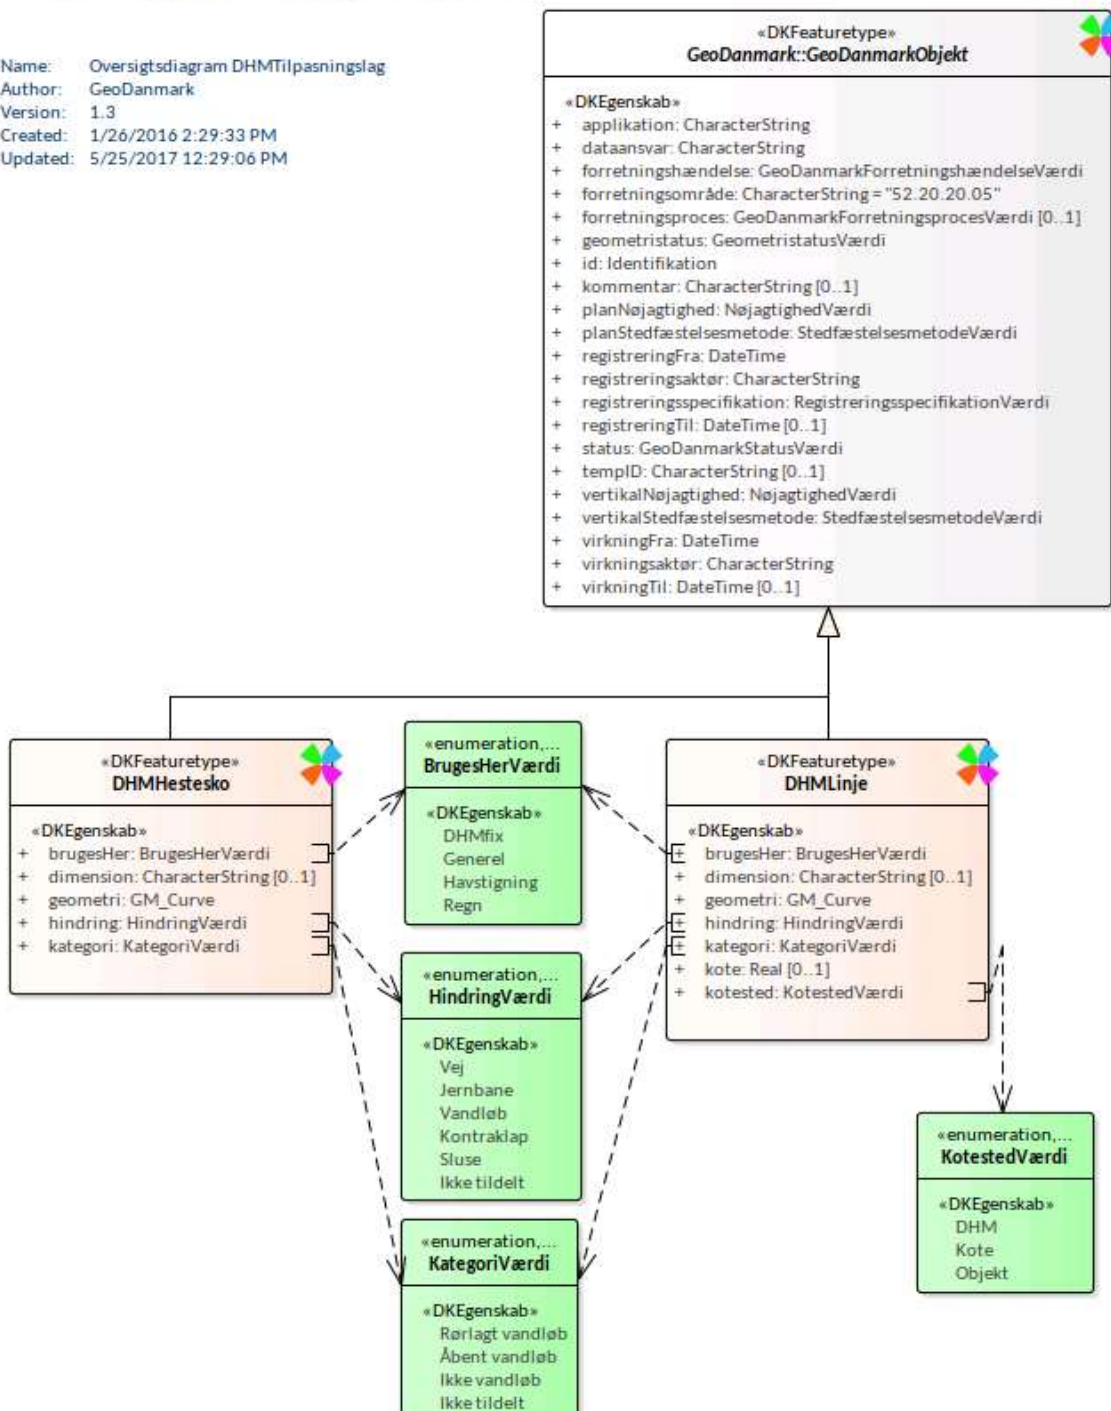 Name: Oversigtsdiagram DHMTilpasningslag
Author: GeoDanmark
Version: 1.3
Created: 1/26/2016 2:29:33 PM
Updated: 5/25/2017 12:29:06 PM
«DKFeaturetype»
GeoDanmark::GeoDanmarkObjekt
«DKEgenskab»
+ applikation: CharacterString
+ dataansvar: CharacterString
+ forretningshændelse: GeoDanmarkForretningshændelseVærdi
+ forretningsområde: CharacterString = "52.20.20.05"
+ forretningsproces: GeoDanmarkForretningsprocesVærdi [0..1]
+ geometristatus: GeometristatusVærdi
+ id: Identifikation
+ kommentar: CharacterString [0..1]
+ planNøjagtighed: NøjagtighedVærdi
+ planStedfæstelsesmetode: StedfæstelsesmetodeVærdi
+ registreringFra: DateTime
+ registreringsaktør: CharacterString
+ registreringsspecifikation: RegistreringsspecifikationVærdi
+ registreringTil: DateTime [0..1]
+ status: GeoDanmarkStatusVærdi
+ tempID: CharacterString [0..1]
+ vertikalNøjagtighed: NøjagtighedVærdi
+ vertikalStedfæstelsesmetode: StedfæstelsesmetodeVærdi
+ virkningFra: DateTime
+ virkningsaktør: CharacterString
+ virkningTil: DateTime [0..1]
«DKFeaturetype»
DHMHestesko
«DKEgenskab»
+ brugesHer: BrugesHerVærdi
+ dimension: CharacterString [0..1]
+ geometri: GM_Curve
+ hindring: HindringVærdi
+ kategori: KategoriVærdi
«enumeration,...
BrugesHerVærdi
«DKEgenskab»
DHMfix
Generel
Havstigning
Regn
«DKFeaturetype»
DHMLinje
«DKEgenskab»
+ brugesHer: BrugesHerVærdi
+ dimension: CharacterString [0..1]
+ geometri: GM_Curve
+ hindring: HindringVærdi
+ kategori: KategoriVærdi
+ kote: Real [0..1]
+ kotested: KotestedVærdi
«enumeration,...
HindringVærdi
«DKEgenskab»
Vej
Jernbane
Vandløb
Kontraklap
Sluse
Ikke tildelt
«enumeration,...
KotestedVærdi
«DKEgenskab»
DHM
Kote
Objekt
«enumeration,...
KategoriVærdi
«DKEgenskab»
Rørlagt vandløb
Åbent vandløb
Ikke vandløb
Ikke tildelt